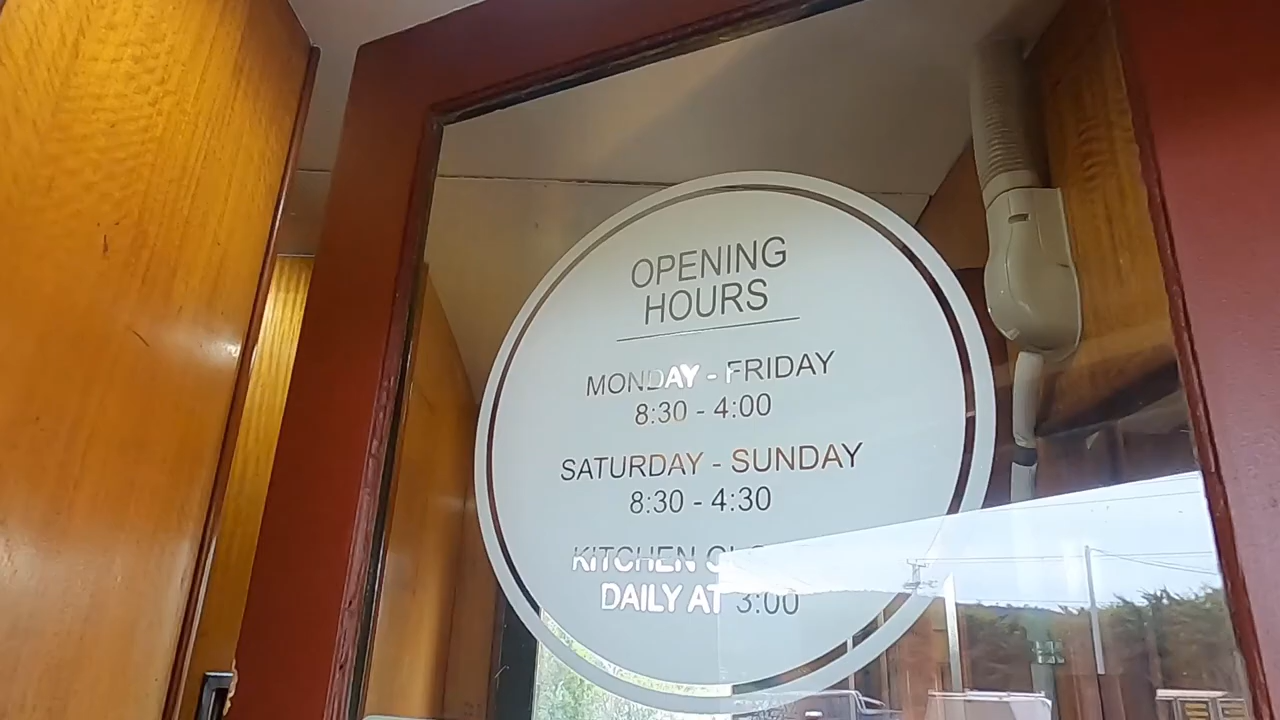 OPENING
HOURS
MONDAY - FRIDAY
8:30 - 4:00
SATURDAY - SUNDAY
8:30 - 4:30
KITCHEN
DAILY AT 3:00